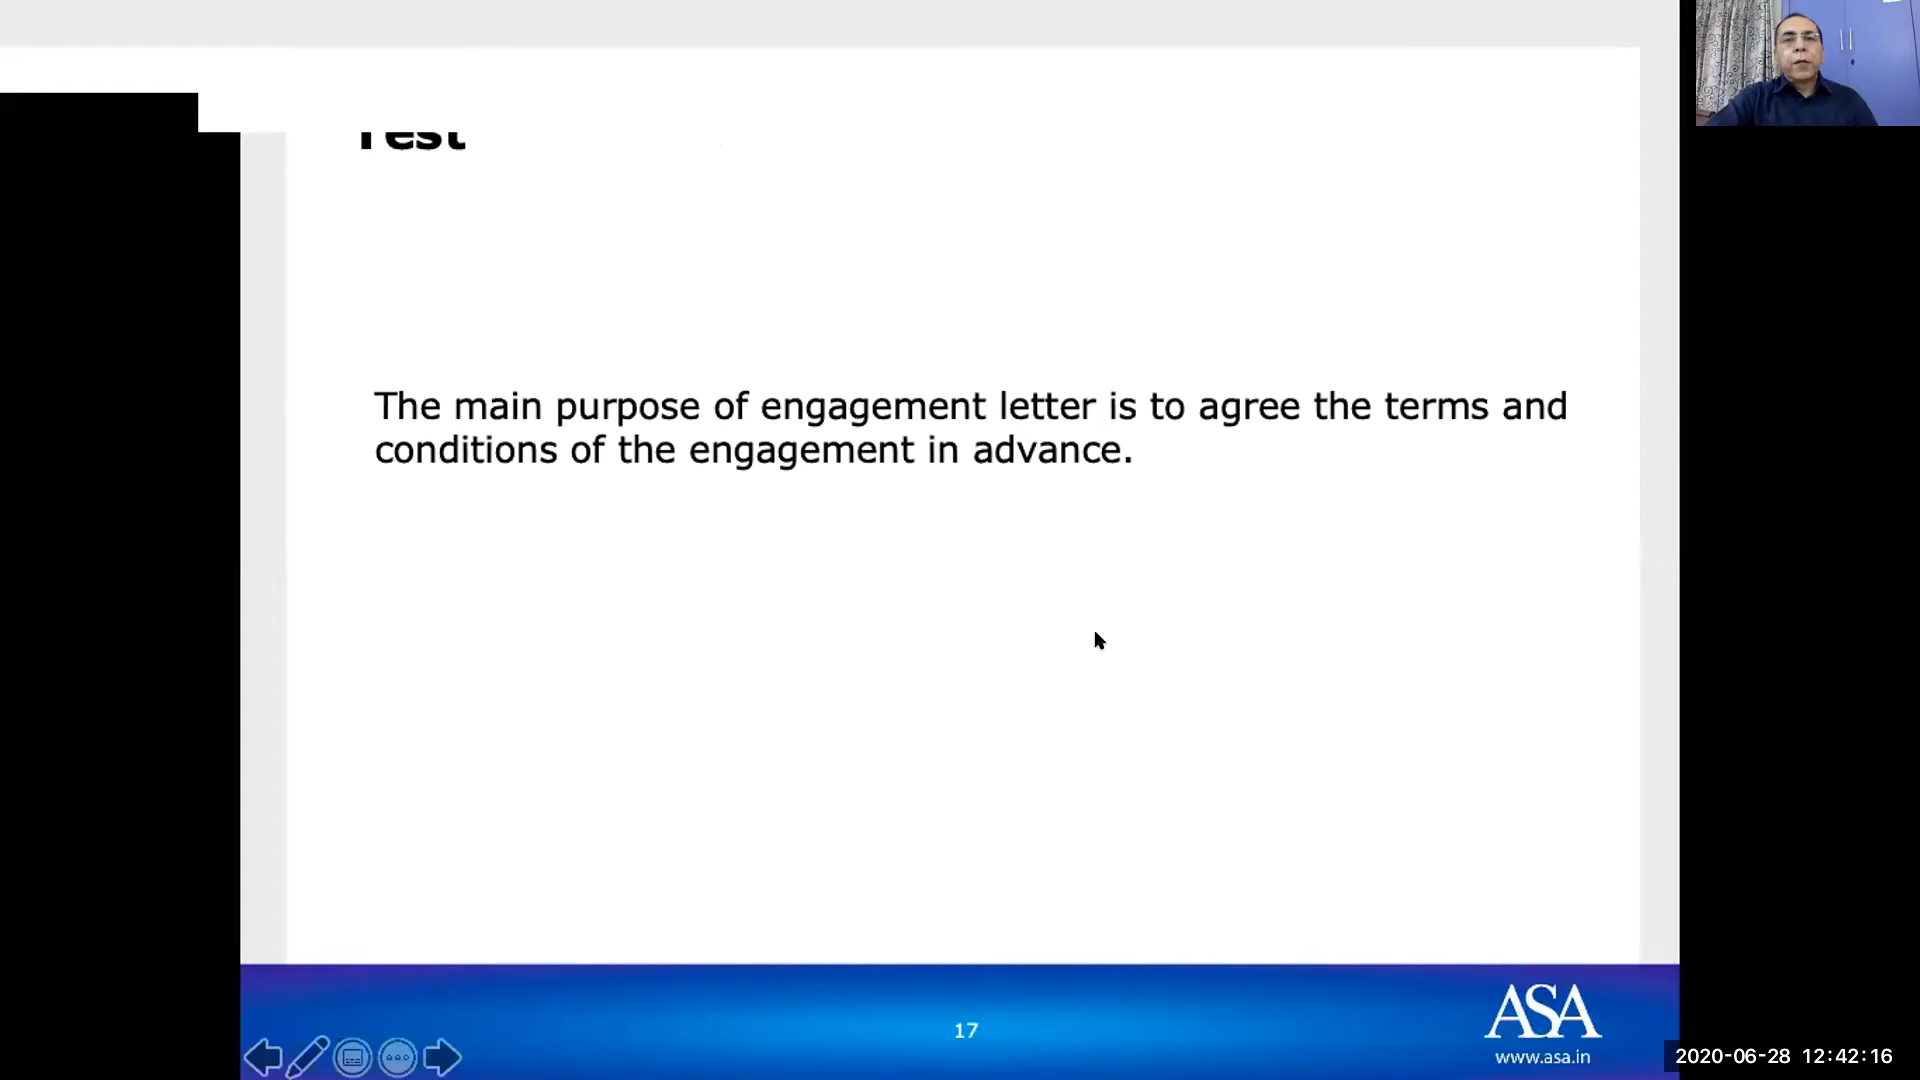 Test
The main purpose of engagement letter is to agree the terms and
conditions of the engagement in advance.
17
ASA
www.asa.in
2020-06-28 12:42:16